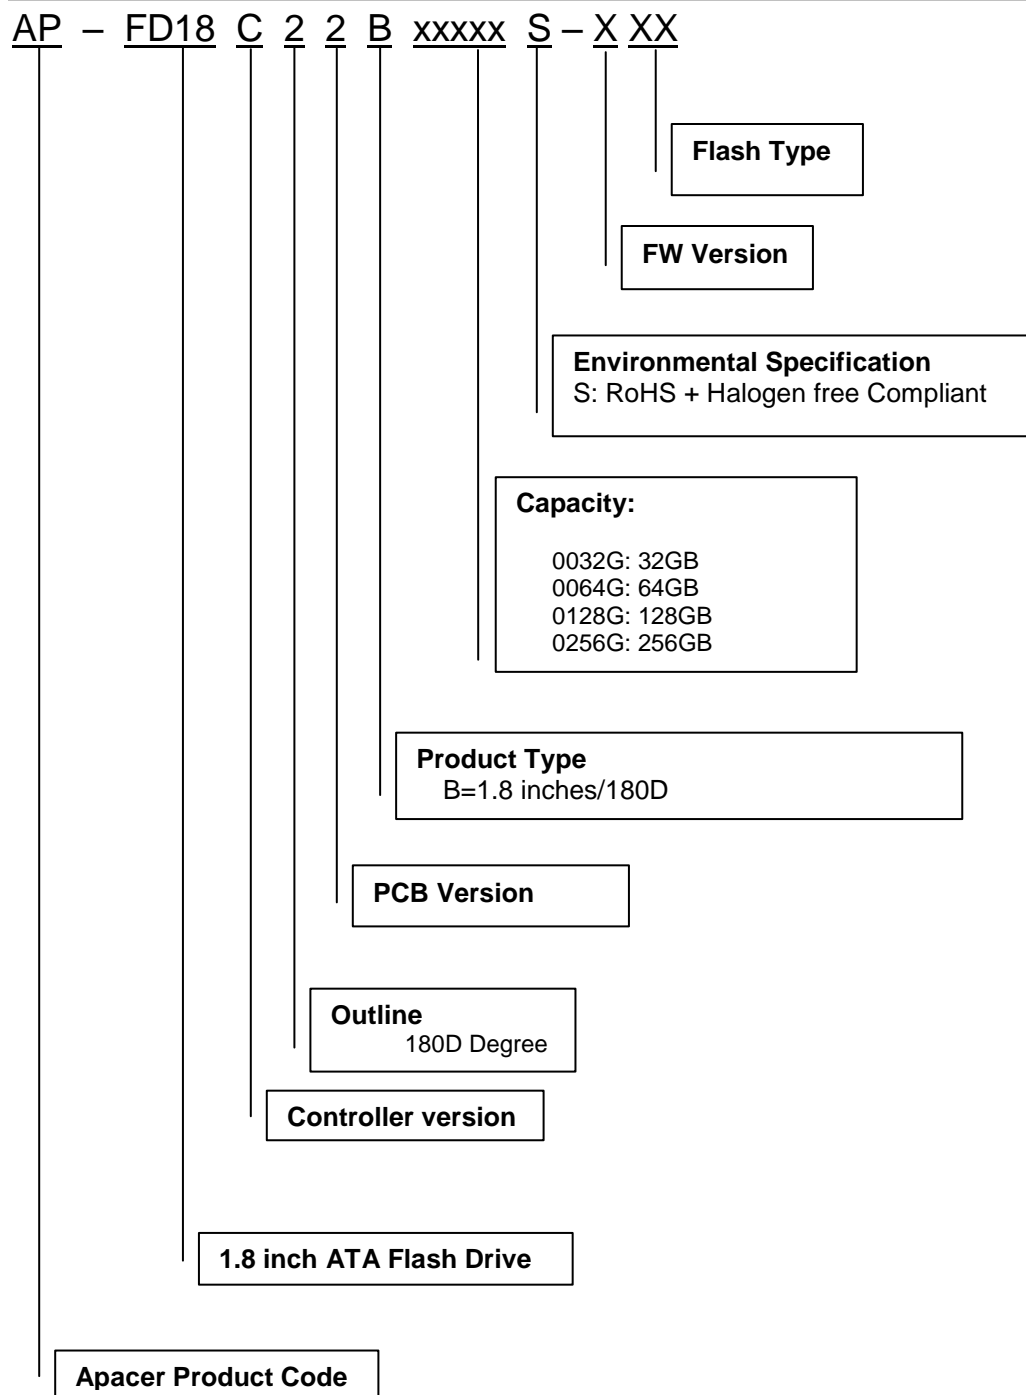 AP – FD18 C 2 2 B xxxxx S – X XX
Flash Type
FW Version
Environmental Specification
S: RoHS + Halogen free Compliant
Capacity:
0032G: 32GB
0064G: 64GB
0128G: 128GB
0256G: 256GB
Product Type
B=1.8 inches/180D
PCB Version
Outline
180D Degree
Controller version
1.8 inch ATA Flash Drive
Apacer Product Code